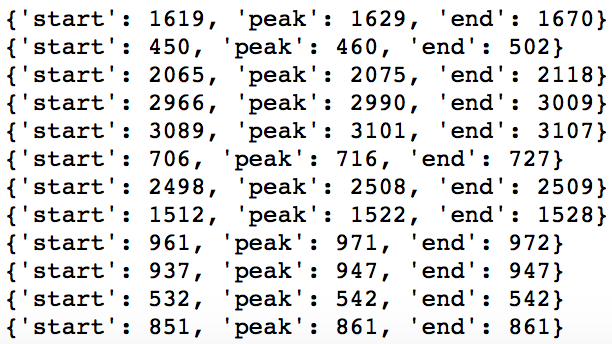 {'start': 1619, 'peak': 1629, 'end': 1670}
{'start': 450, 'peak': 460, 'end': 502}
{'start': 2065, 'peak': 2075, 'end': 2118}
{'start': 2966, 'peak': 2990, 'end': 3009}
{'start': 3089, 'peak': 3101, 'end': 3107}
{'start': 706, 'peak': 716, 'end': 727}
{'start': 2498, 'peak': 2508, 'end': 2509}
{'start': 1512, 'peak': 1522, 'end': 1528}
{'start': 961, 'peak': 971, 'end': 972}
{'start': 937, 'peak': 947, 'end': 947}
{'start': 532, 'peak': 542, 'end': 542}
{'start': 851, 'peak': 861, 'end': 861}